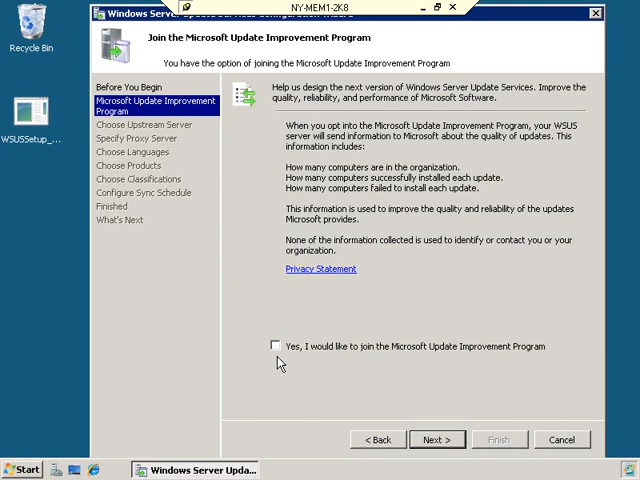 NY-MEM1-2K8
Recycle Bin
WSUSSetup_...
Windows Server Update Services Configuration Wizard
Join the Microsoft Update Improvement Program
You have the option of joining the Microsoft Update Improvement Program
Before You Begin
Microsoft Update Improvement
Program
Choose Upstream Server
Specify Proxy Server
Choose Languages
Choose Products
Choose Classifications
Configure Sync Schedule
Finished
What's Next
Help us design the next version of Windows Server Update Services. Improve the
quality, reliability, and performance of Microsoft Software.
When you opt into the Microsoft Update Improvement Program, your WSUS
server will send information to Microsoft about the quality of updates. This
information includes:
How many computers are in the organization.
How many computers successfully installed each update.
How many computers failed to install each update.
This information is used to improve the quality and reliability of the updates
Microsoft provides.
None of the information collected is used to identify or contact you or your
organization.
Privacy Statement
Yes, I would like to join the Microsoft Update Improvement Program
< Back
Next >
Finish
Cancel
Start
Windows Server Upda...